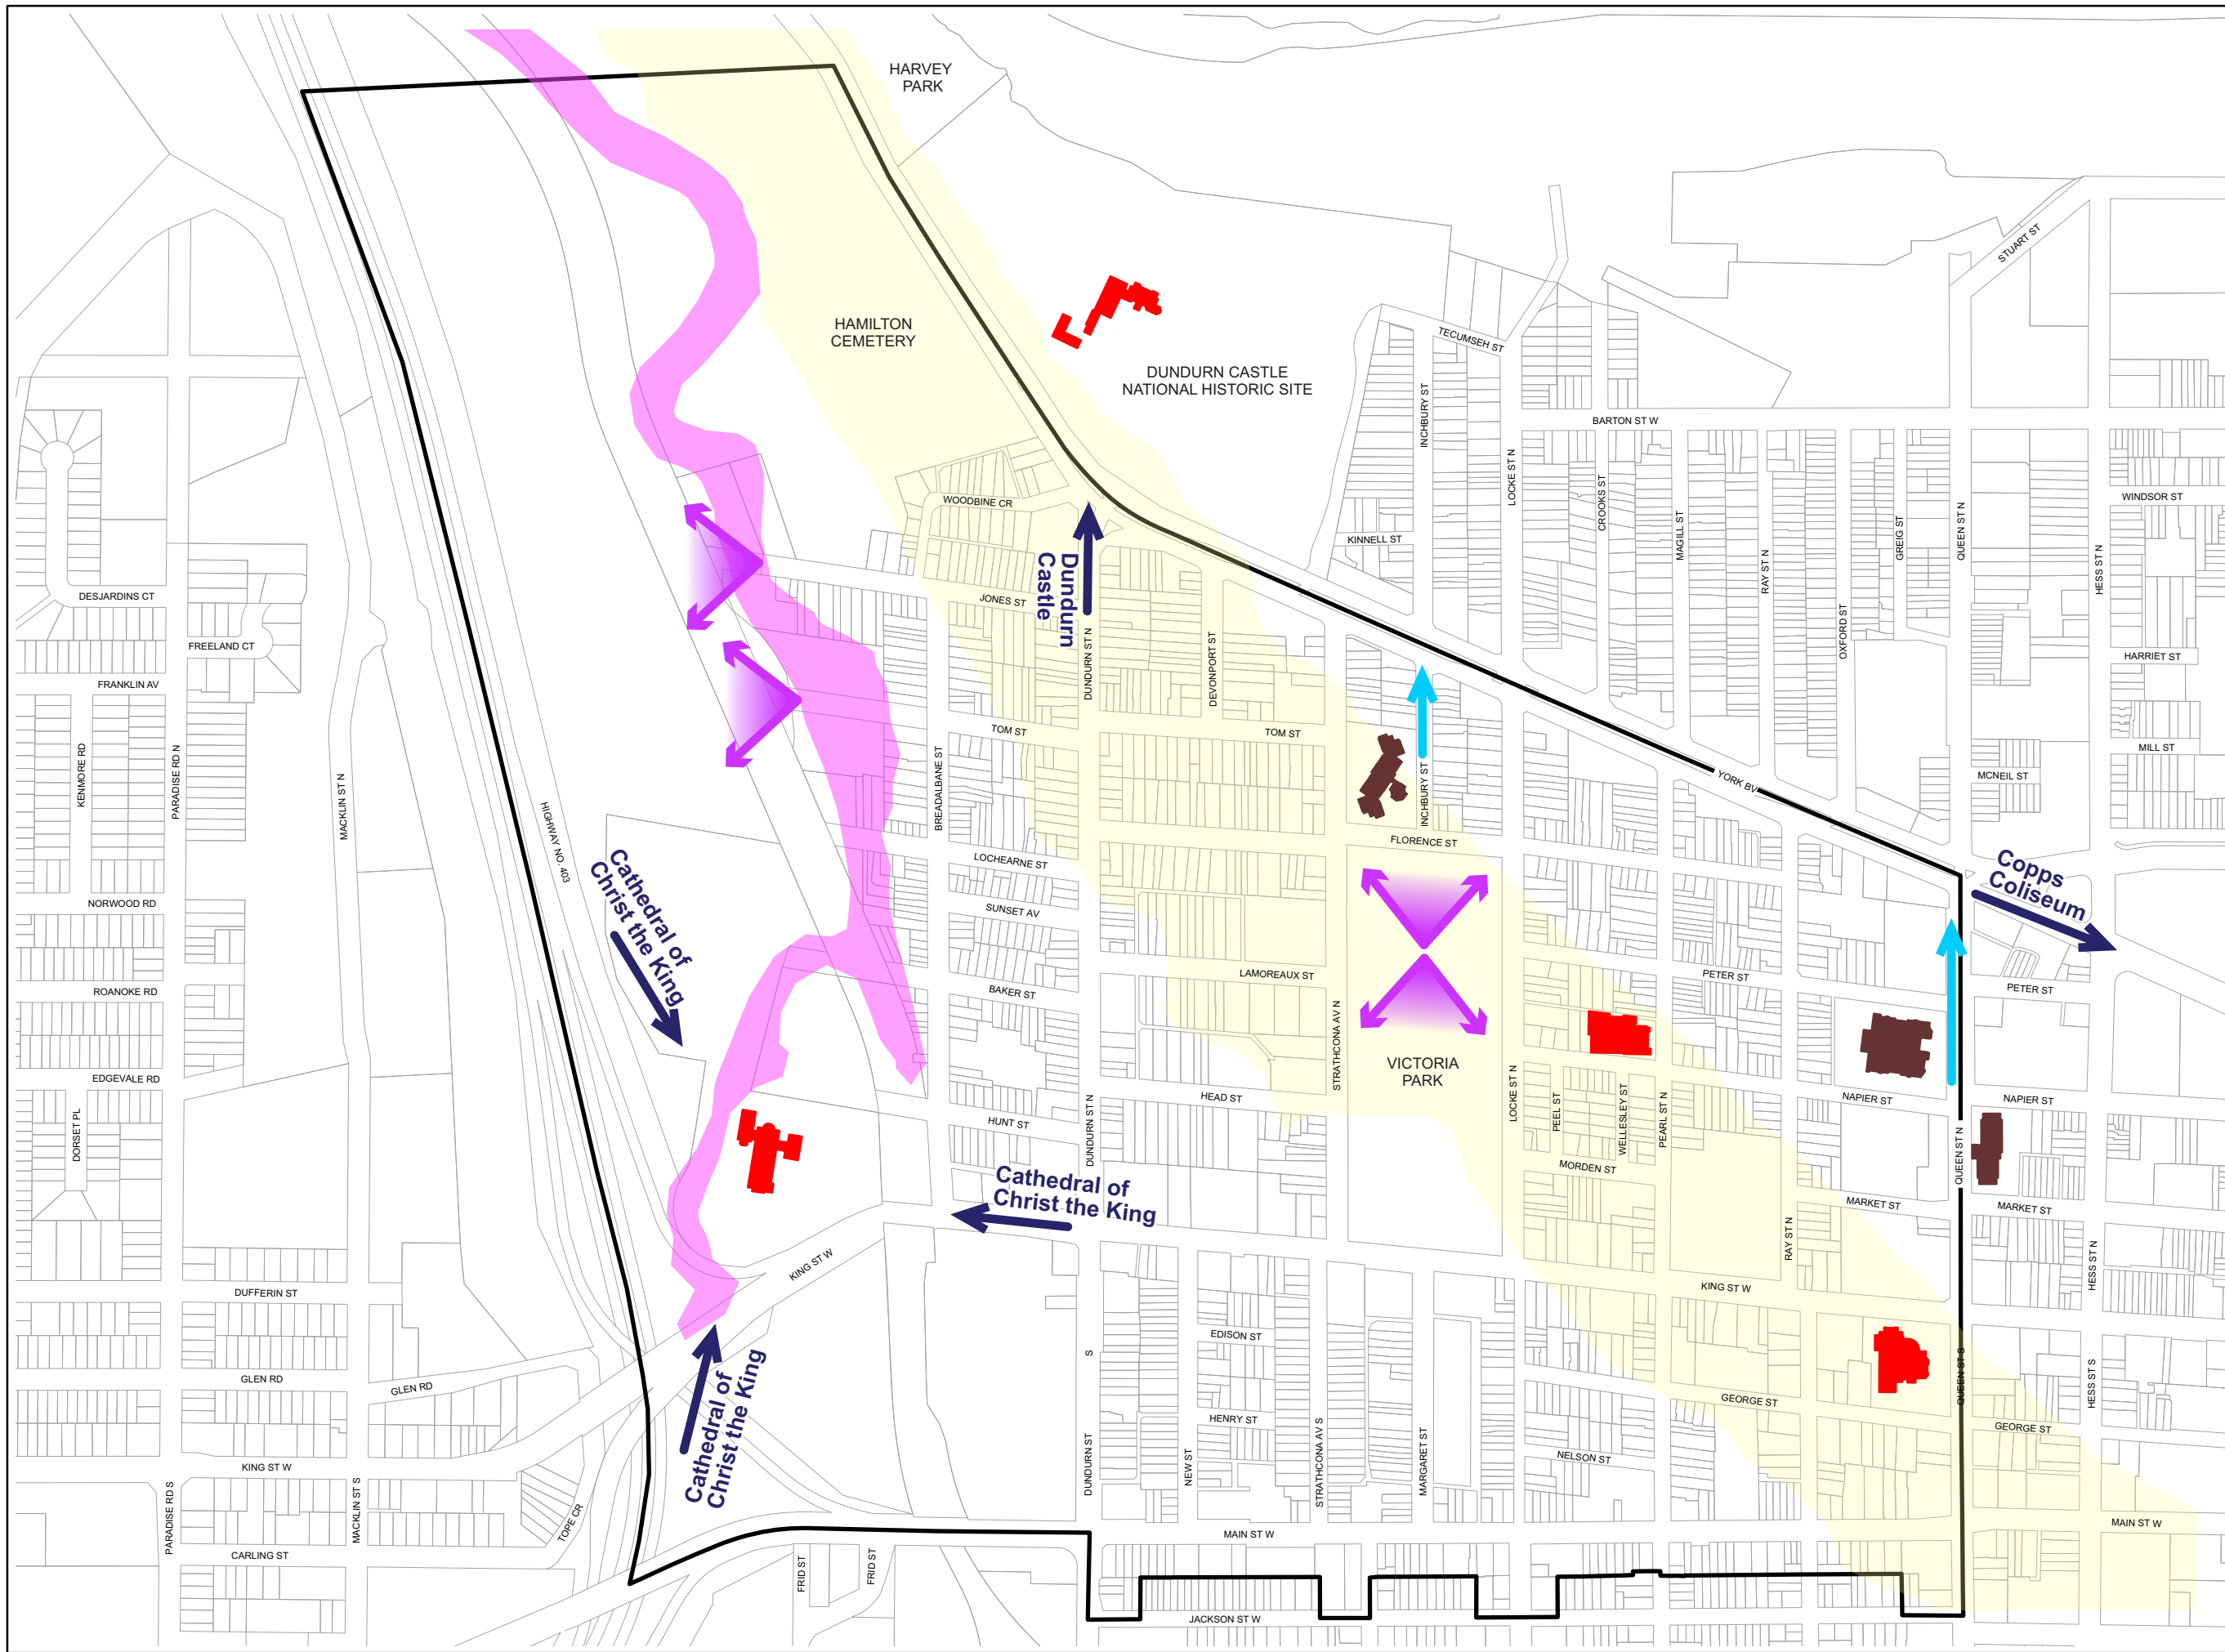 HARVEY
PARK
STUART ST
HAMILTON
CEMETERY
TECUMSEH ST
DUNDURN CASTLE
NATIONAL HISTORIC SITE
INCHBURY ST
BARTON ST W
LOCKE ST N
CROOKS ST
MAGILL ST
RAY ST N
OXFORD ST
GREIG ST
QUEEN ST N
HESS ST N
WINDSOR ST
WOODBINE CR
KINNELL ST
Dundurn
Castle
DESJARDINS CT
JONES ST
FREELAND CT
FRANKLIN AV
DUNDURN ST N
DEVONPORT ST
HARRIET ST
KENMORE RD
PARADISE RD N
MACKLIN ST N
HIGHWAY NO. 403
BREADALBANE ST
TOM ST
TOM ST
INCHBURY ST
MILL ST
MCNEIL ST
YORK BV
FLORENCE ST
LOCHEARNE ST
Cathedral of
Christ the King
Copps
Coliseum
NORWOOD RD
SUNSET AV
LAMOREAUX ST
PETER ST
PETER ST
ROANOKE RD
BAKER ST
STRATHCONA AV N
VICTORIA
PARK
EDGEVALE RD
HEAD ST
NAPIER ST
NAPIER ST
DORSET PL
HUNT ST
DUNDURN ST N
LOCKE ST N
PEEL ST
WELLESLEY ST
PEARL ST N
QUEEN ST N
MORDEN ST
Cathedral of
Christ the King
MARKET ST
MARKET ST
RAY ST N
HESS ST N
KING ST W
KING ST W
DUFFERIN ST
EDISON ST
S
GLEN RD
GLEN RD
Cathedral of
Christ the King
QUEEN ST S
HESS ST S
GEORGE ST
GEORGE ST
HENRY ST
NELSON ST
DUNDURN ST
NEW ST
STRATHCONA AV S
MARGARET ST
KING ST W
PARADISE RD S
MACKLIN ST S
TOPE CR
MAIN ST W
MAIN ST W
CARLING ST
FRID ST
FRID ST
JACKSON ST W